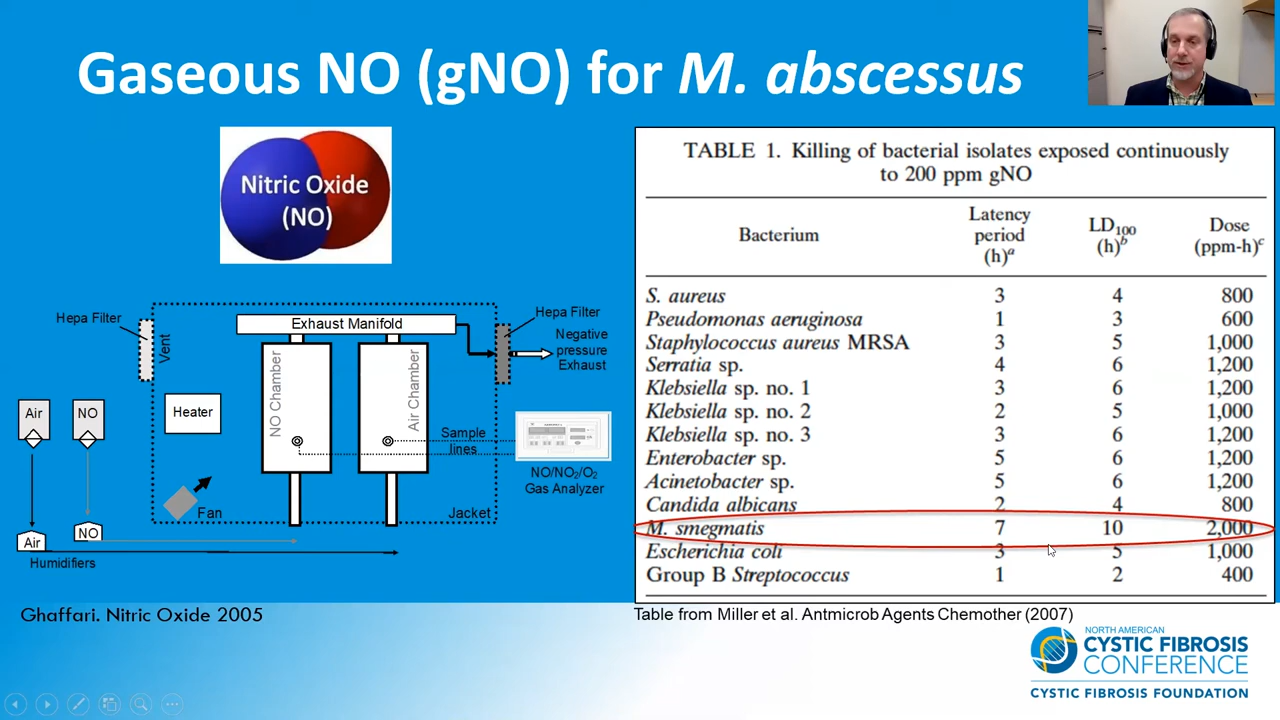 Gaseous NO (gNO) for M. abscessus
Nitric Oxide
(NO)
Hepa Filter
Vent
Exhaust Manifold
Hepa Filter
Negative
pressure
Exhaust
NO Chamber
Air Chamber
Air
NO
Heater
Sample
lines
NO/NO₂/O₂
Gas Analyzer
Fan
Jacket
Air
NO
Humidifiers
Ghaffari. Nitric Oxide 2005
TABLE 1. Killing of bacterial isolates exposed continuously
to 200 ppm gNO
Bacterium Latency period (h)ᵃ LD₁₀₀ (h)ᵇ Dose (ppm-h)ᶜ
S. aureus 3 4 800
Pseudomonas aeruginosa 1 3 600
Staphylococcus aureus MRSA 3 5 1,000
Serratia sp. 4 6 1,200
Klebsiella sp. no. 1 3 6 1,200
Klebsiella sp. no. 2 2 5 1,000
Klebsiella sp. no. 3 3 6 1,200
Enterobacter sp. 5 6 1,200
Acinetobacter sp. 5 6 1,200
Candida albicans 2 4 800
M. smegmatis 7 10 2,000
Escherichia coli 3 5 1,000
Group B Streptococcus 1 2 400
Table from Miller et al. Antmicrob Agents Chemother (2007)
NORTH AMERICAN
CYSTIC FIBROSIS
CONFERENCE
CYSTIC FIBROSIS FOUNDATION